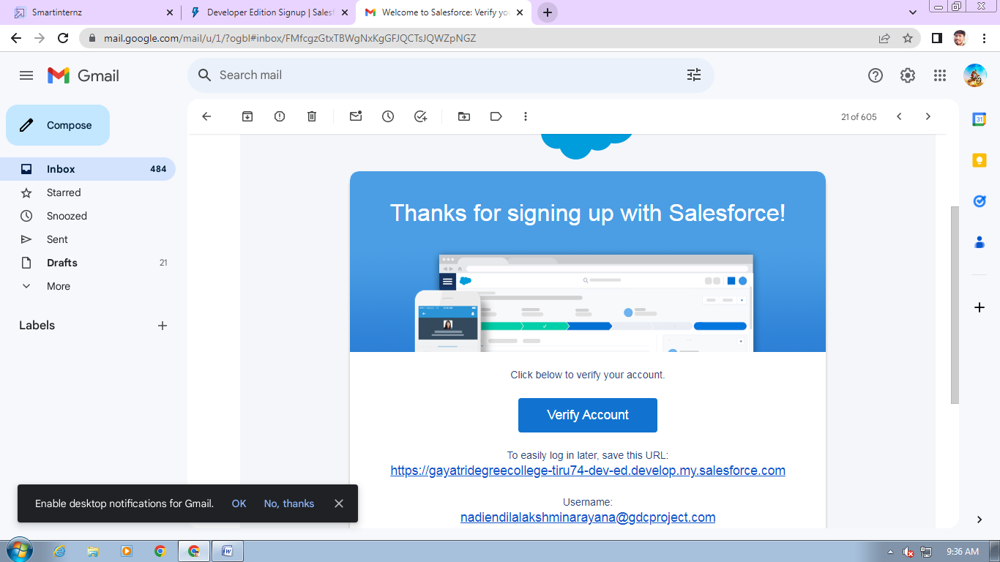 Smartinternz
Developer Edition Signup | Salesf
Welcome to Salesforce: Verify you
mail.google.com/mail/u/1/?ogbl#inbox/FMfcgzGtxTBWgNxKgGFJQCTsJQWZpNGZ
Gmail
Search mail
Compose
21 of 605
Inbox 484
Starred
Snoozed
Sent
Drafts 21
More
Labels
31
Thanks for signing up with Salesforce!
Click below to verify your account.
Verify Account
To easily log in later, save this URL:
https://gayatridegreecollege-tiru74-dev-ed.develop.my.salesforce.com
Username:
nadiendilalakshminarayana@gdcproject.com
Enable desktop notifications for Gmail. OK No, thanks
9:36 AM